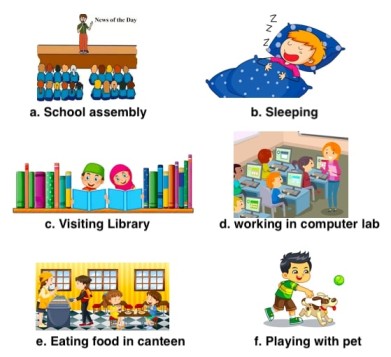 News of the Day
Z
Z
Z
a. School assembly
b. Sleeping
c. Visiting Library
d. working in computer lab
e. Eating food in canteen
f. Playing with pet